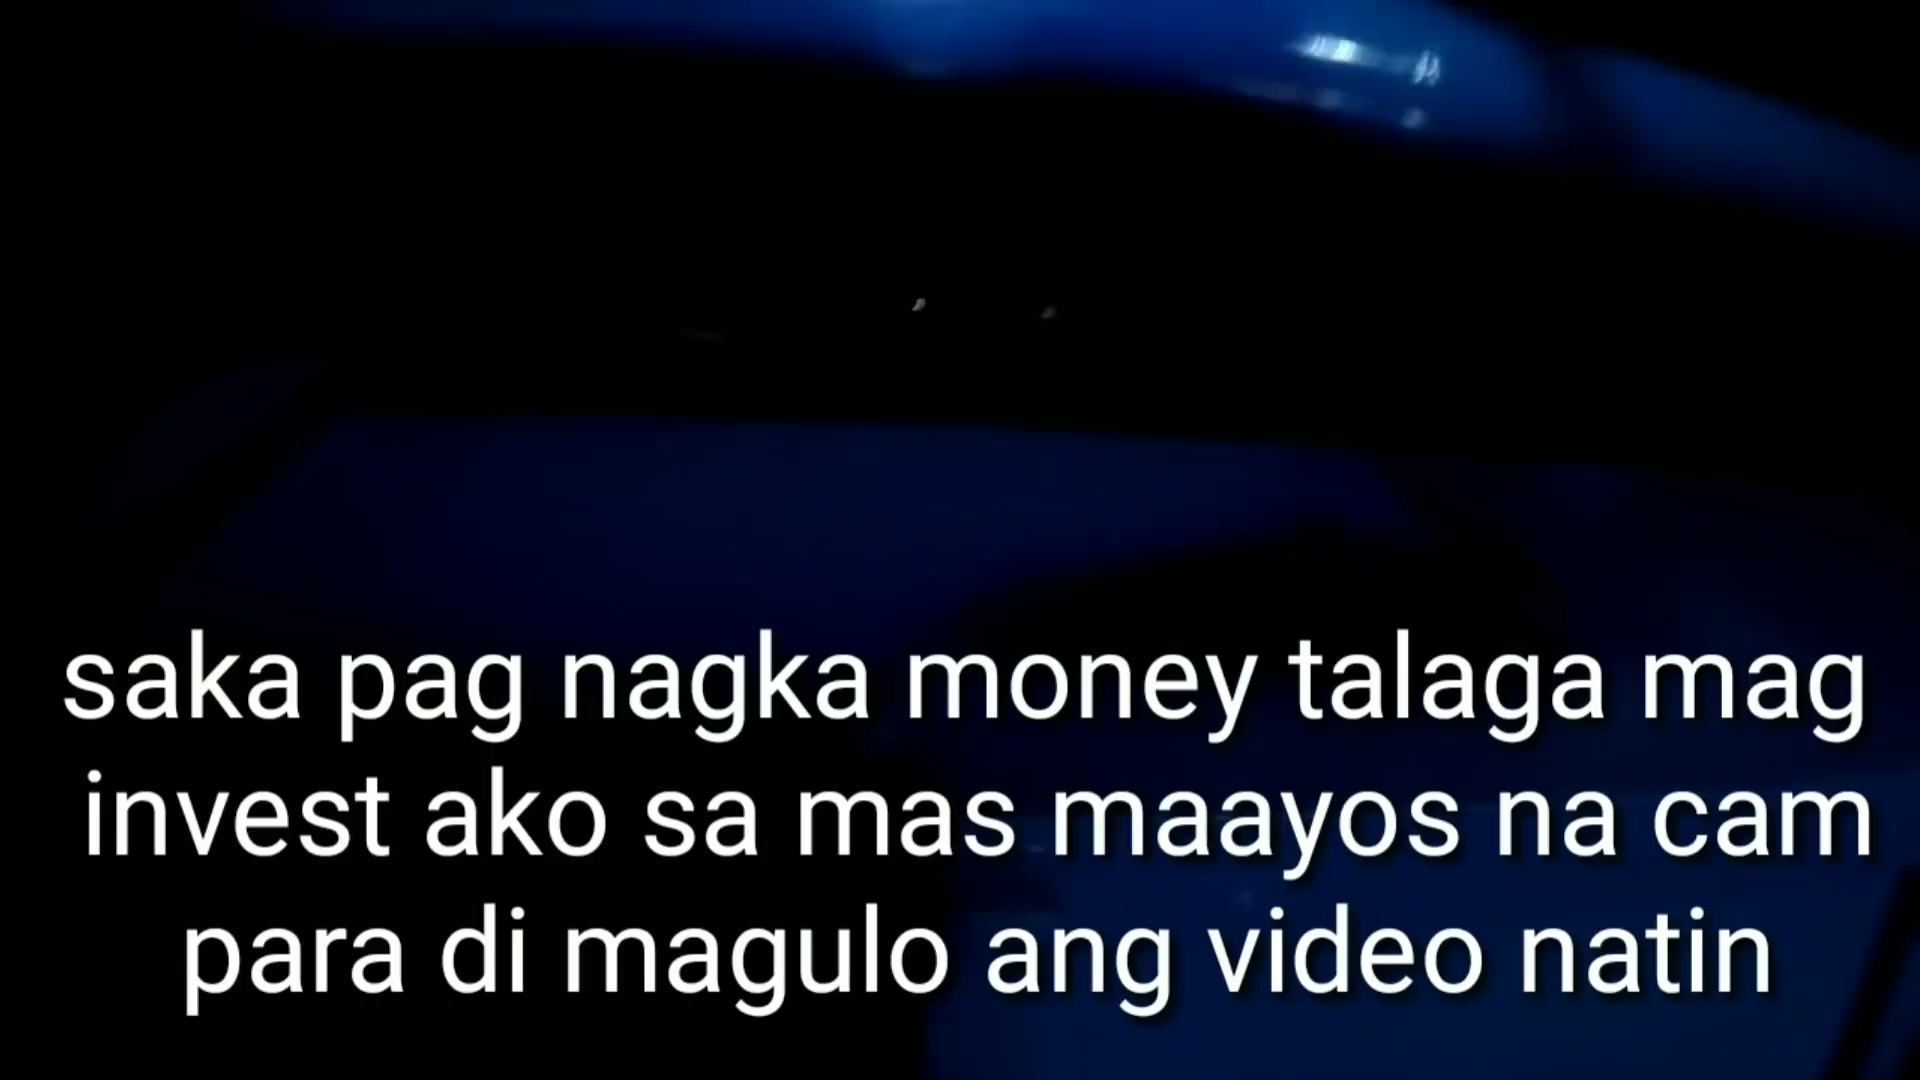 saka pag nagka money talaga mag
invest ako sa mas maayos na cam
para di magulo ang video natin